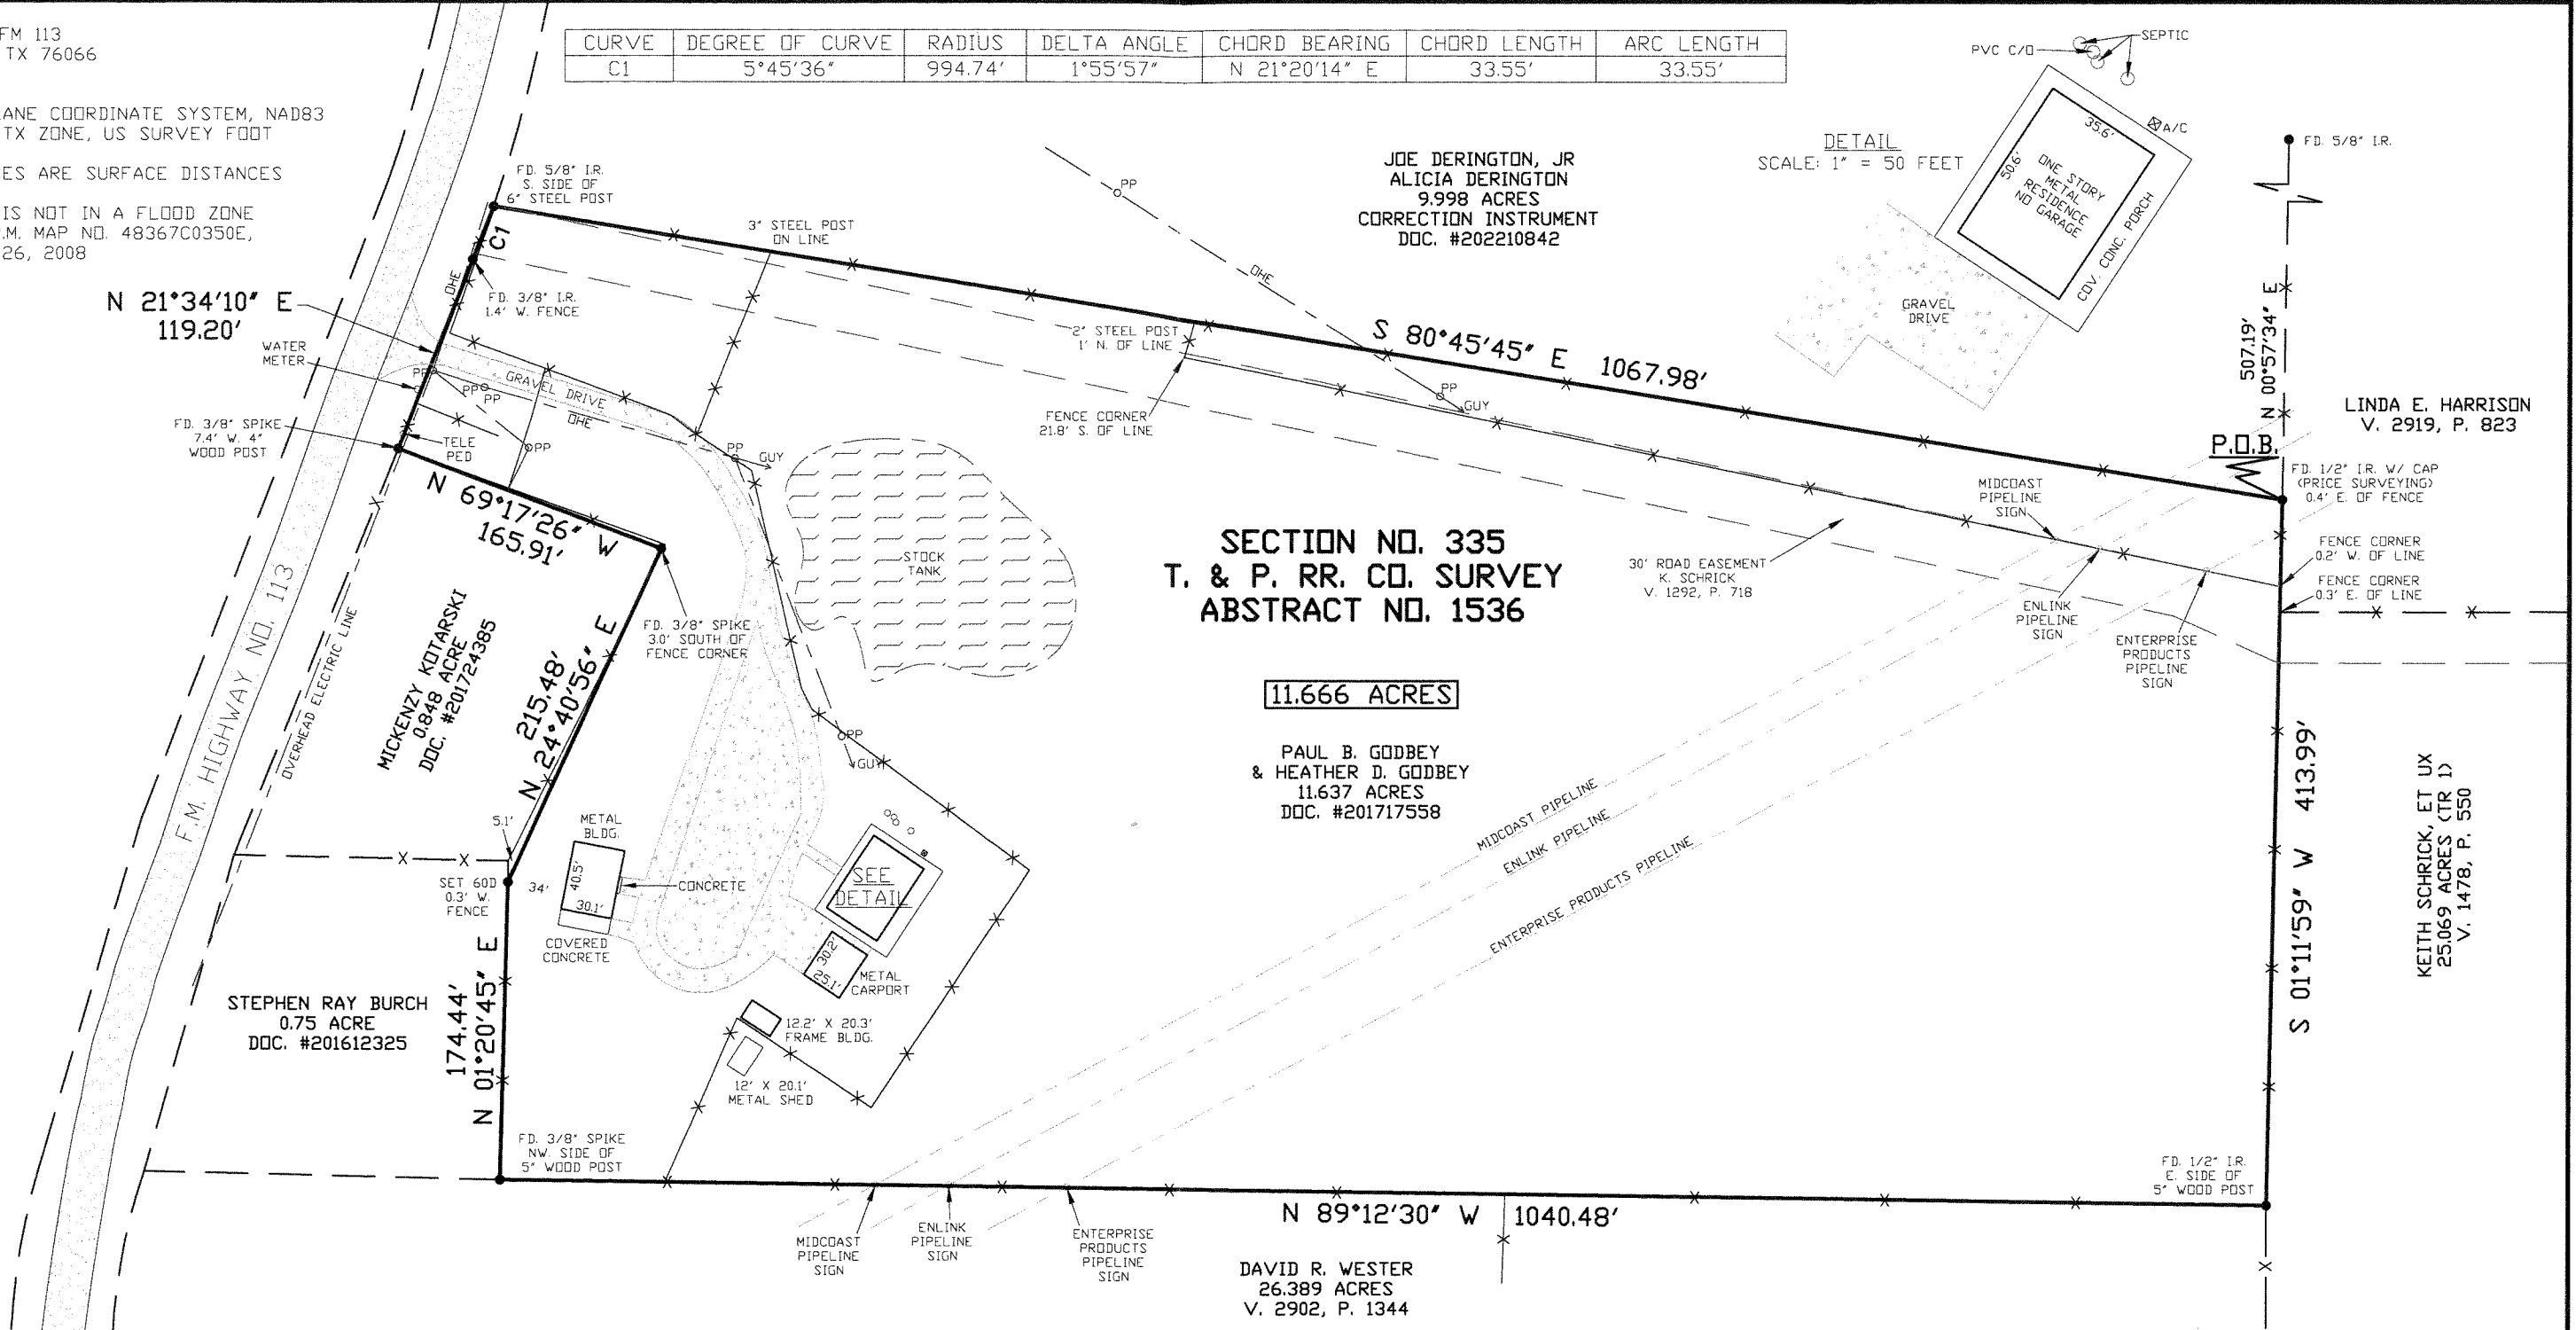 FM 113
TX 76066
ANE COORDINATE SYSTEM, NAD83
TX ZONE, US SURVEY FOOT
ES ARE SURFACE DISTANCES
IS NOT IN A FLOOD ZONE
.M. MAP NO. 48367C0350E,
26, 2008
CURVE DEGREE OF CURVE RADIUS DELTA ANGLE CHORD BEARING CHORD LENGTH ARC LENGTH
C1 5°45'36" 994.74' 1°55'57" N 21°20'14" E 33.55' 33.55'
PVC C/O
SEPTIC
A/C
DETAIL
SCALE: 1" = 50 FEET
35.6'
50.6'
ONE STORY
METAL
RESIDENCE
NO GARAGE
COV. CONC. PORCH
GRAVEL
DRIVE
FD 5/8" I.R.
JOE DERINGTON, JR
ALICIA DERINGTON
9.998 ACRES
CORRECTION INSTRUMENT
DOC. #202210842
FD. 5/8" I.R.
S. SIDE OF
6" STEEL POST
3" STEEL POST
ON LINE
PP
OHE
C1
OHE
FD. 3/8" I.R.
1.4' W. FENCE
N 21°34'10" E
119.20'
WATER
METER
PP
PP
PP
GRAVEL DRIVE
OHE
FD. 3/8" SPIKE
7.4' W. 4"
WOOD POST
TELE
PED
PP
PP
GUY
2" STEEL POST
1' N. OF LINE
FENCE CORNER
21.8' S. OF LINE
S 80°45'45" E 1067.98'
PP
GUY
507.19'
N 00°57'34" E
LINDA E. HARRISON
V. 2919, P. 823
P.O.B.
FD. 1/2" I.R. W/ CAP
(PRICE SURVEYING)
0.4' E. OF FENCE
MIDCOAST
PIPELINE
SIGN
FENCE CORNER
0.2' W. OF LINE
FENCE CORNER
0.3' E. OF LINE
ENLINK
PIPELINE
SIGN
ENTERPRISE
PRODUCTS
PIPELINE
SIGN
N 69°17'26" W
165.91'
STOCK
TANK
SECTION NO. 335
T. & P. RR. CO. SURVEY
ABSTRACT NO. 1536
30' ROAD EASEMENT
K. SCHRICK
V. 1292, P. 718
11.666 ACRES
PAUL B. GODBEY
& HEATHER D. GODBEY
11.637 ACRES
DOC. #201717558
F.M. HIGHWAY NO. 113
OVERHEAD ELECTRIC LINE
MICKENZY KOTARSKI
0.848 ACRE
DOC. #201724385
215.48'
N 24°40'56" E
FD. 3/8" SPIKE
3.0' SOUTH OF
FENCE CORNER
PP
GUY
5.1'
METAL
BLDG.
40.5'
30.1'
34'
CONCRETE
COVERED
CONCRETE
SET 60D
0.3' W.
FENCE
SEE
DETAIL
30.2'
25.1'
METAL
CARPORT
12.2' X 20.3'
FRAME BLDG.
12' X 20.1'
METAL SHED
MIDCOAST PIPELINE
ENLINK PIPELINE
ENTERPRISE PRODUCTS PIPELINE
S 01°11'59" W 413.99'
KEITH SCHRICK, ET UX
25.069 ACRES (TR 1)
V. 1478, P. 550
STEPHEN RAY BURCH
0.75 ACRE
DOC. #201612325
174.44'
N 01°20'45" E
FD. 3/8" SPIKE
NW. SIDE OF
5" WOOD POST
FD. 1/2" I.R.
E. SIDE OF
5" WOOD POST
N 89°12'30" W 1040.48'
MIDCOAST
PIPELINE
SIGN
ENLINK
PIPELINE
SIGN
ENTERPRISE
PRODUCTS
PIPELINE
SIGN
DAVID R. WESTER
26.389 ACRES
V. 2902, P. 1344